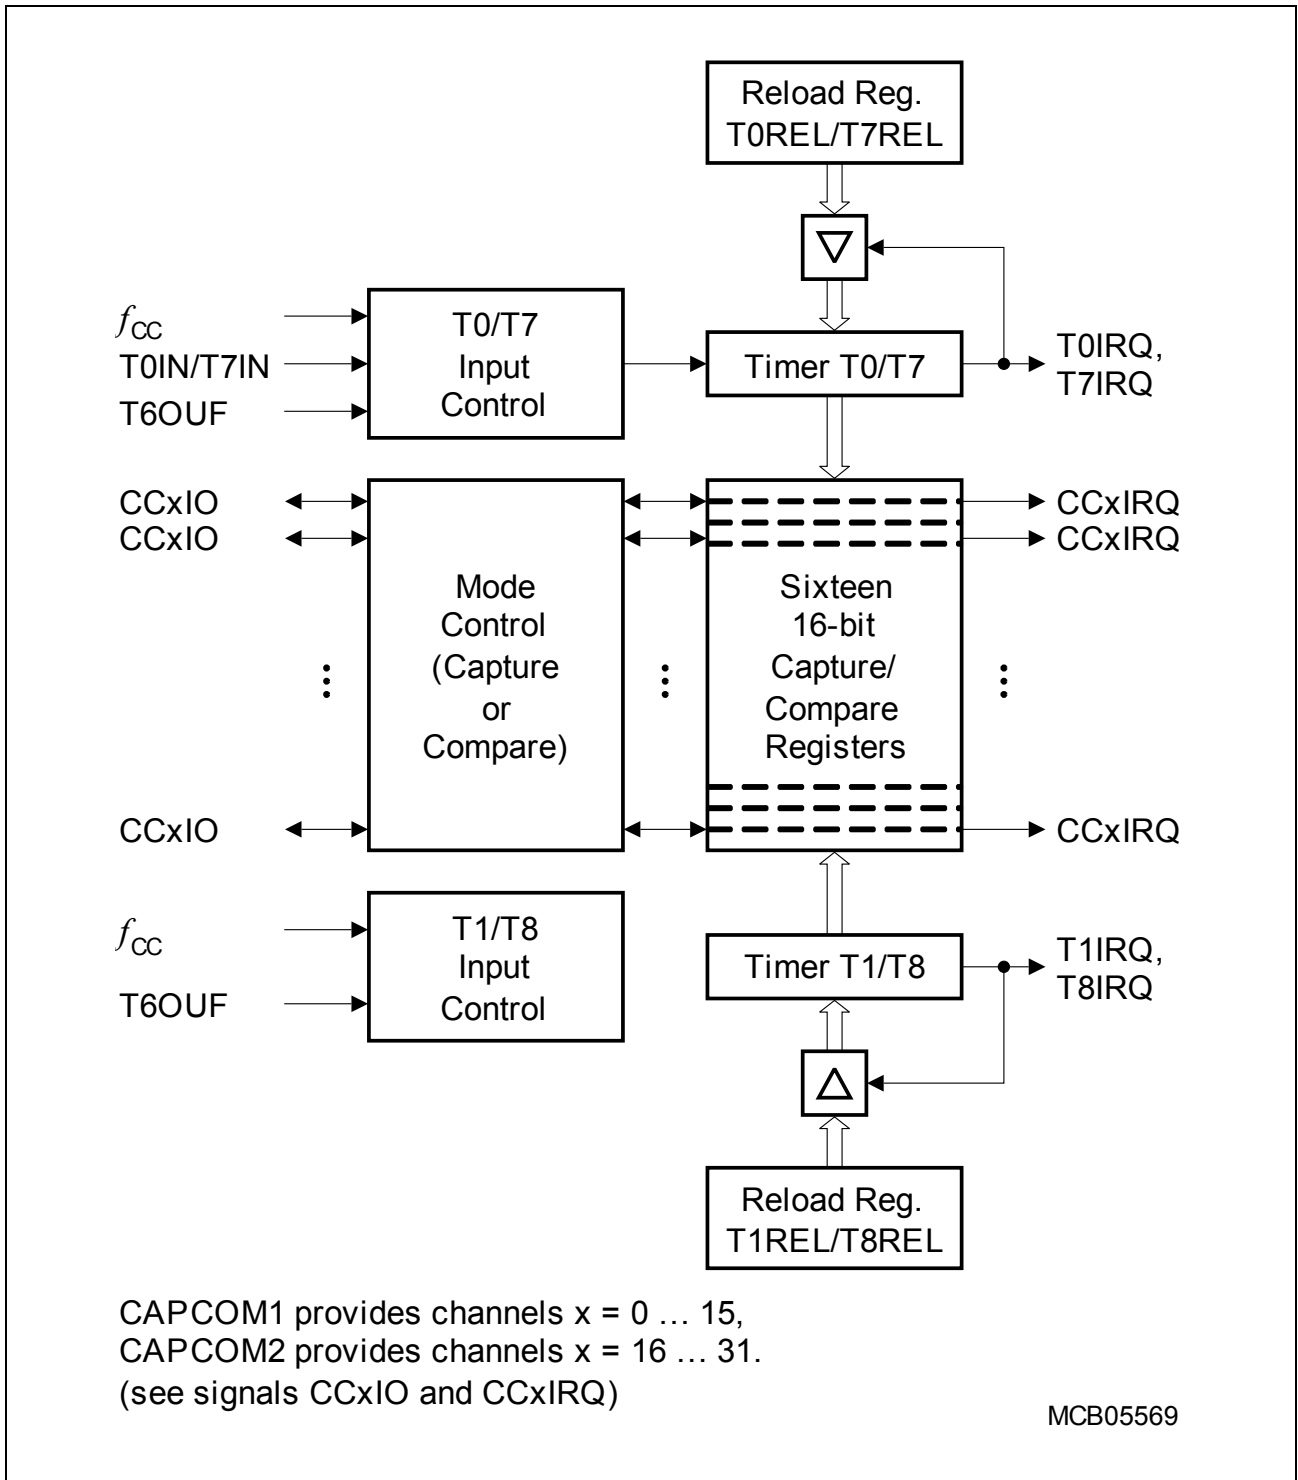 Reload Reg.
T0REL/T7REL
fCC
T0IN/T7IN
T6OUF
T0/T7
Input
Control
Timer T0/T7
T0IRQ,
T7IRQ
CCxIO
CCxIO
CCxIO
Mode
Control
(Capture
or
Compare)
Sixteen
16-bit
Capture/
Compare
Registers
CCxIRQ
CCxIRQ
CCxIRQ
fCC
T6OUF
T1/T8
Input
Control
Timer T1/T8
T1IRQ,
T8IRQ
Reload Reg.
T1REL/T8REL
CAPCOM1 provides channels x = 0 … 15,
CAPCOM2 provides channels x = 16 … 31.
(see signals CCxIO and CCxIRQ)
MCB05569